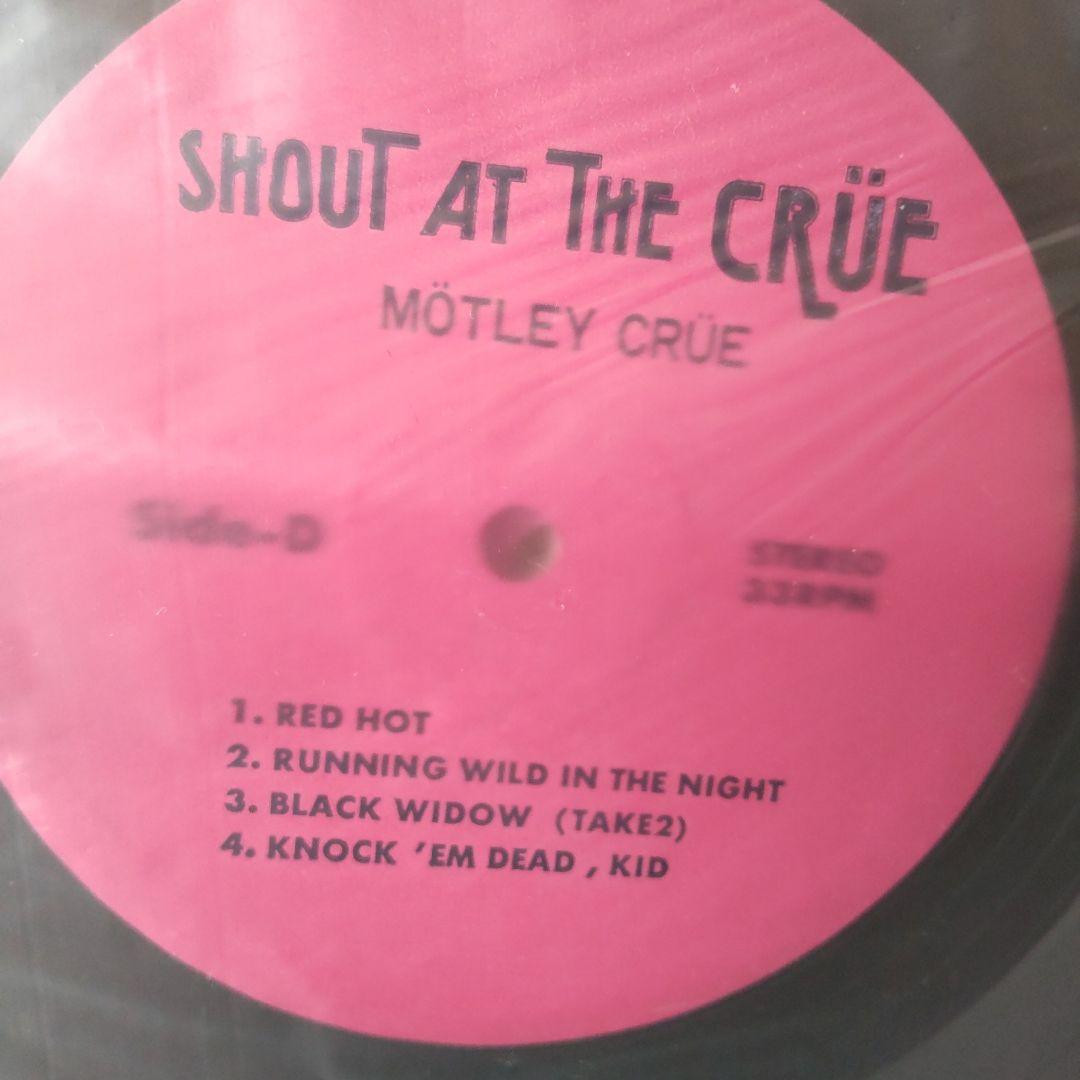 SHOUT AT THE CRÜE
MÖTLEY CRÜE
Side-D
STEREO
33RPM
1. RED HOT
2. RUNNING WILD IN THE NIGHT
3. BLACK WIDOW (TAKE2)
4. KNOCK 'EM DEAD , KID